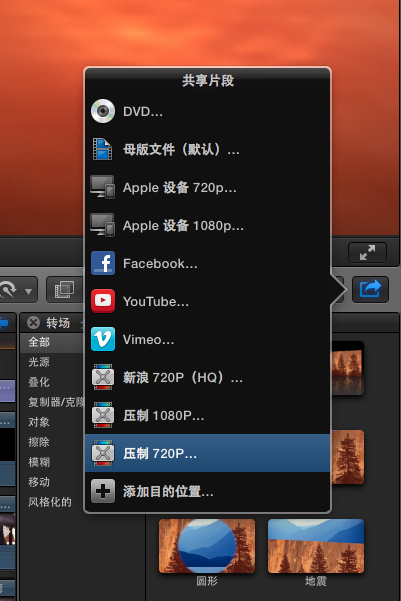 共享片段
DVD...
母版文件（默认）...
Apple 设备 720p...
Apple 设备 1080p...
Facebook...
YouTube...
Vimeo...
新浪 720P（HQ）...
压制 1080P...
压制 720P...
添加目的位置...
转场
全部
光源
叠化
复制器/克隆
对象
擦除
模糊
移动
风格化的
圆形
地震